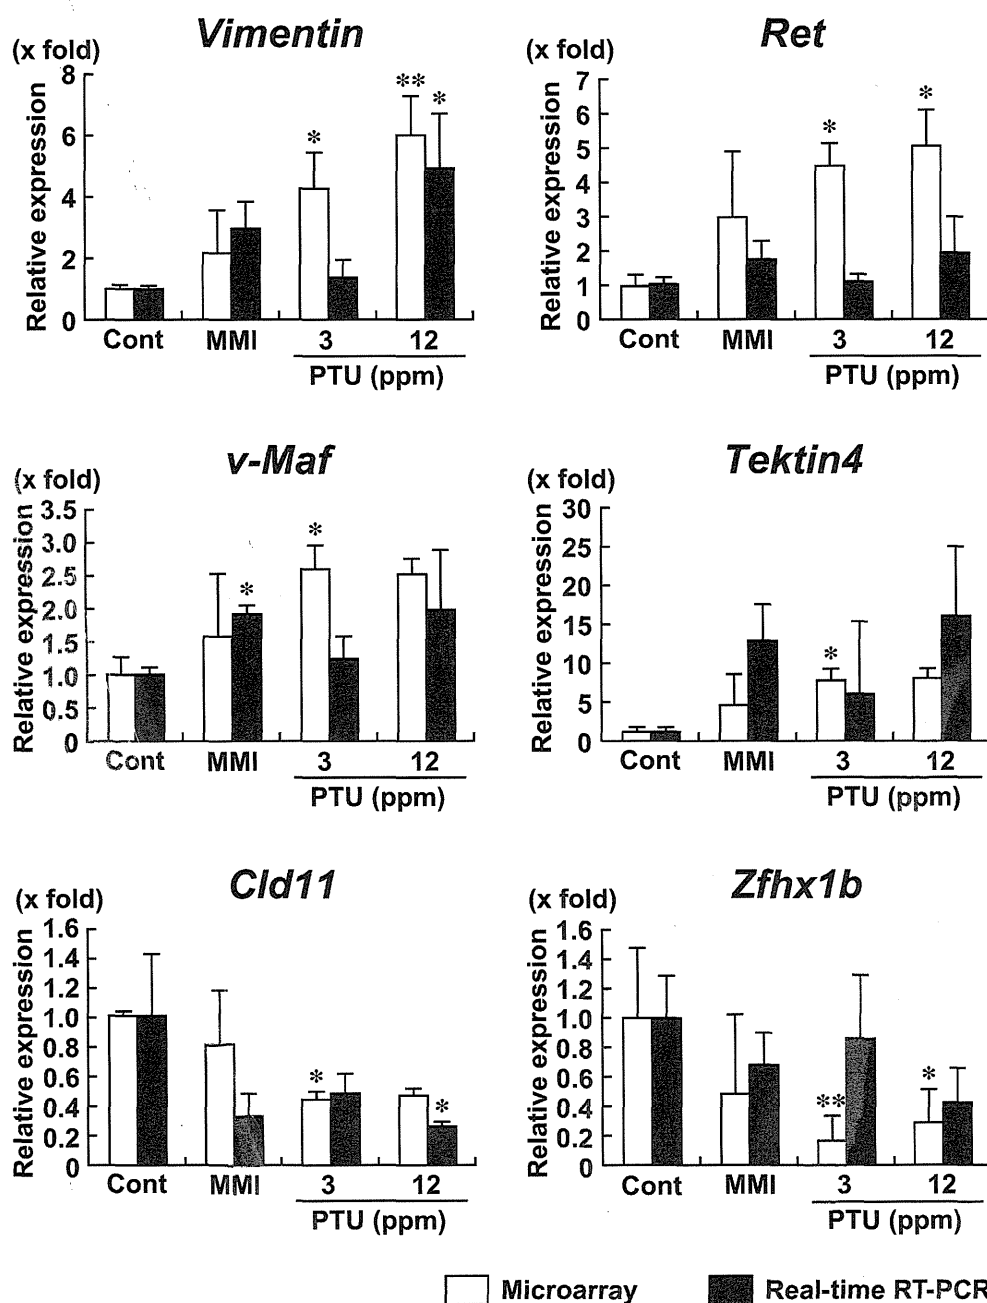 Vimentin
(x fold)
Relative expression
8
6
4
2
0
**
*
*
Cont MMI 3 12
PTU (ppm)
Ret
(x fold)
Relative expression
7
6
5
4
3
2
1
0
*
*
Cont MMI 3 12
PTU (ppm)
v-Maf
(x fold)
Relative expression
3.5
3.0
2.5
2.0
1.5
1.0
0.5
0
*
*
Cont MMI 3 12
PTU (ppm)
Tektin4
(x fold)
Relative expression
30
25
20
15
10
5
0
*
Cont MMI 3 12
PTU (ppm)
Cld11
(x fold)
Relative expression
1.6
1.4
1.2
1.0
0.8
0.6
0.4
0.2
0
*
*
Cont MMI 3 12
PTU (ppm)
Zfhx1b
(x fold)
Relative expression
1.6
1.4
1.2
1.0
0.8
0.6
0.4
0.2
0
*
**
Cont MMI 3 12
PTU (ppm)
Microarray Real-time RT-PCR